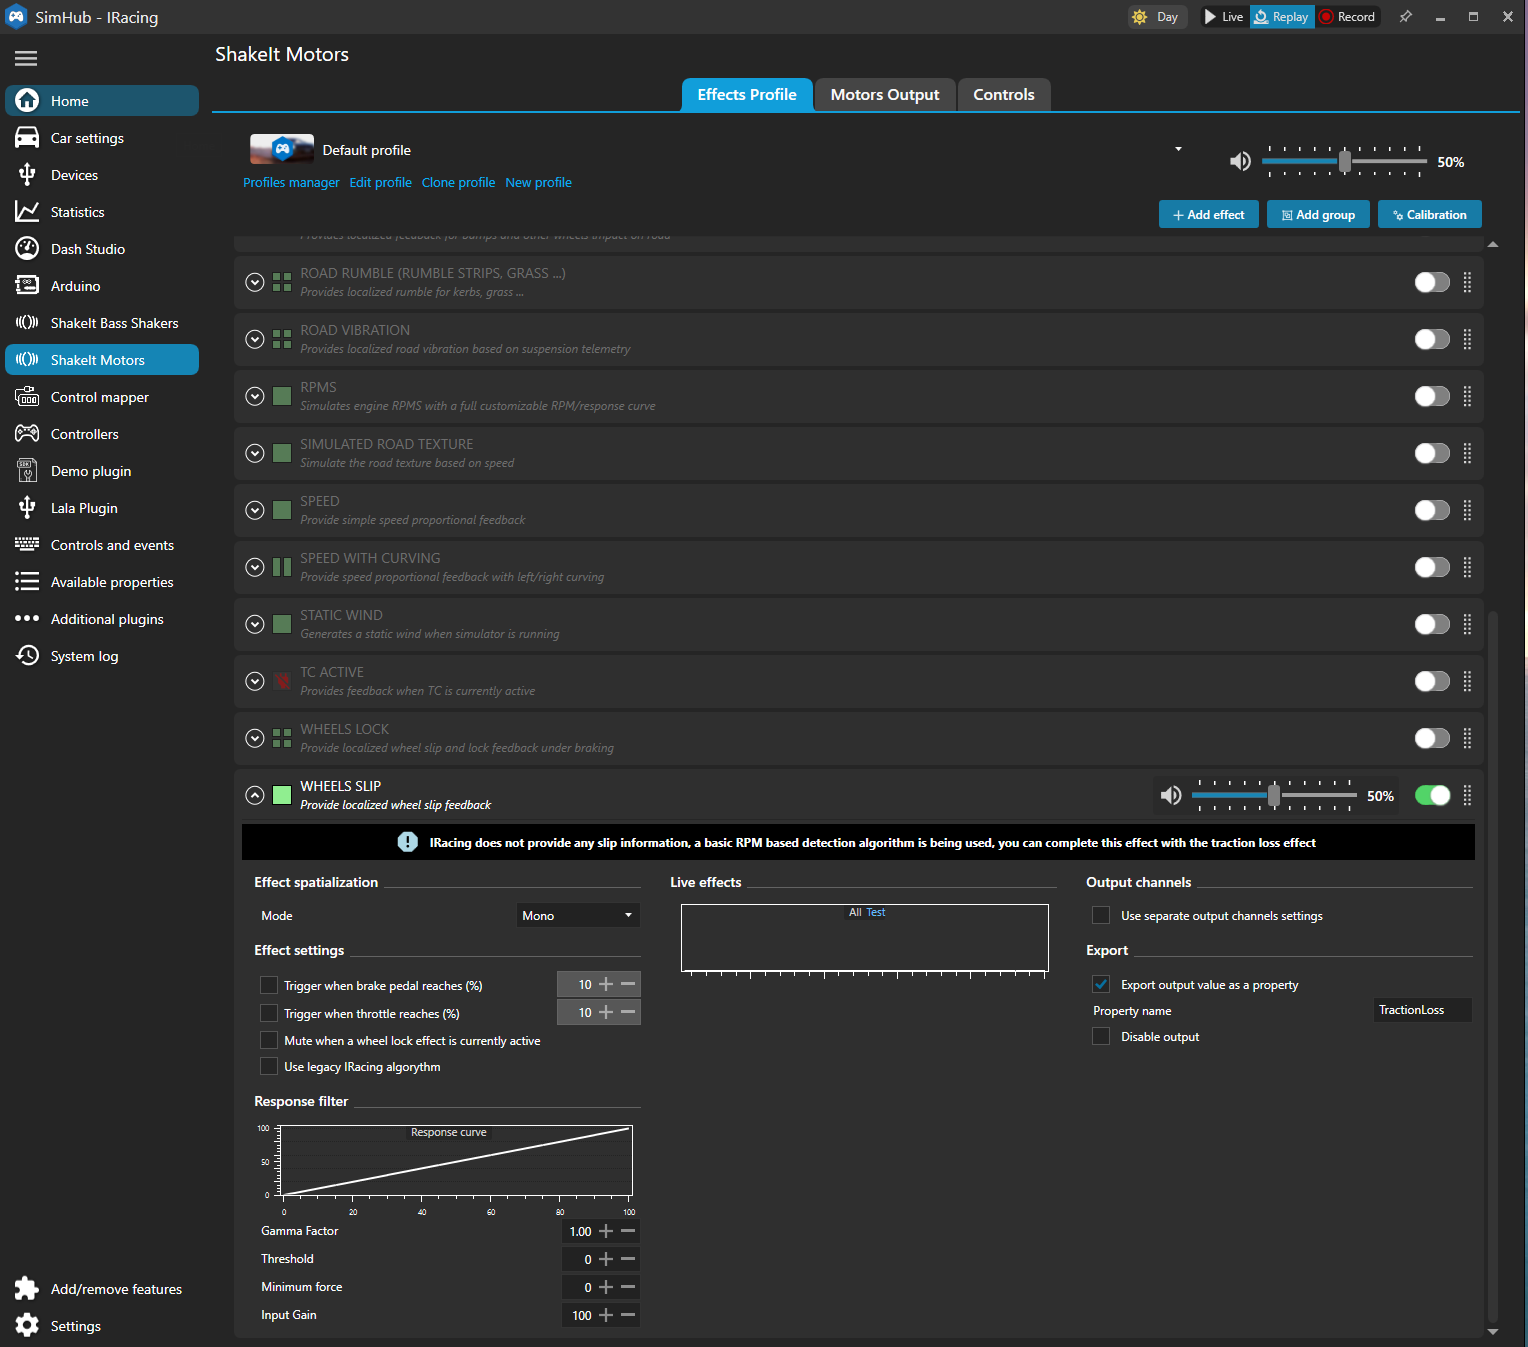 SimHub - IRacing
Day
Live
Replay
Record
ShakeIt Motors
Home
Car settings
Devices
Statistics
Dash Studio
Arduino
ShakeIt Bass Shakers
ShakeIt Motors
Control mapper
Controllers
Demo plugin
Lala Plugin
Controls and events
Available properties
Additional plugins
System log
Add/remove features
Settings
Effects Profile
Motors Output
Controls
Default profile
50%
Profiles manager
Edit profile
Clone profile
New profile
Add effect
Add group
Calibration
Provides localized feedback for bumps and other wheels impact on road
ROAD RUMBLE (RUMBLE STRIPS, GRASS ...)
Provides localized rumble for kerbs, grass ...
ROAD VIBRATION
Provides localized road vibration based on suspension telemetry
RPMS
Simulates engine RPMS with a full customizable RPM/response curve
SIMULATED ROAD TEXTURE
Simulate the road texture based on speed
SPEED
Provide simple speed proportional feedback
SPEED WITH CURVING
Provide speed proportional feedback with left/right curving
STATIC WIND
Generates a static wind when simulator is running
TC ACTIVE
Provides feedback when TC is currently active
WHEELS LOCK
Provide localized wheel slip and lock feedback under braking
WHEELS SLIP
Provide localized wheel slip feedback
50%
IRacing does not provide any slip information, a basic RPM based detection algorithm is being used, you can complete this effect with the traction loss effect
Effect spatialization
Mode
Mono
Effect settings
Trigger when brake pedal reaches (%)
10
Trigger when throttle reaches (%)
10
Mute when a wheel lock effect is currently active
Use legacy IRacing algorythm
Response filter
Response curve
100
50
0
0 20 40 60 80 100
Gamma Factor
1.00
Threshold
0
Minimum force
0
Input Gain
100
Live effects
All Test
Output channels
Use separate output channels settings
Export
Export output value as a property
Property name
TractionLoss
Disable output